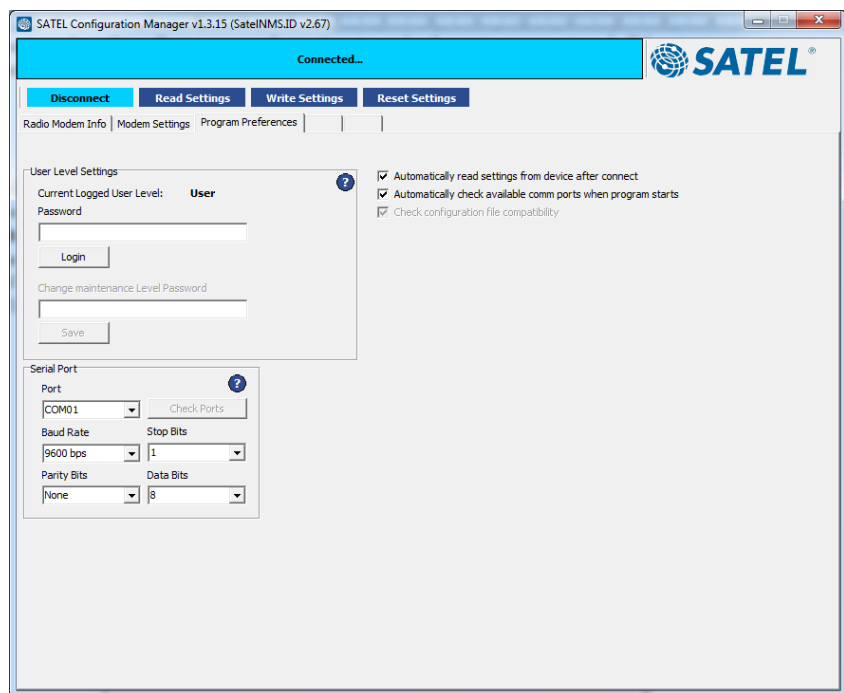 SATEL Configuration Manager v1.3.15 (SatelNMS.ID v2.67)
Connected...
SATEL®
Disconnect Read Settings Write Settings Reset Settings
Radio Modem Info Modem Settings Program Preferences
User Level Settings
?
Current Logged User Level: User
Password
Login
Change maintenance Level Password
Save
Automatically read settings from device after connect
Automatically check available comm ports when program starts
Check configuration file compatibility
Serial Port
?
Port
COM01 Check Ports
Baud Rate Stop Bits
9600 bps 1
Parity Bits Data Bits
None 8